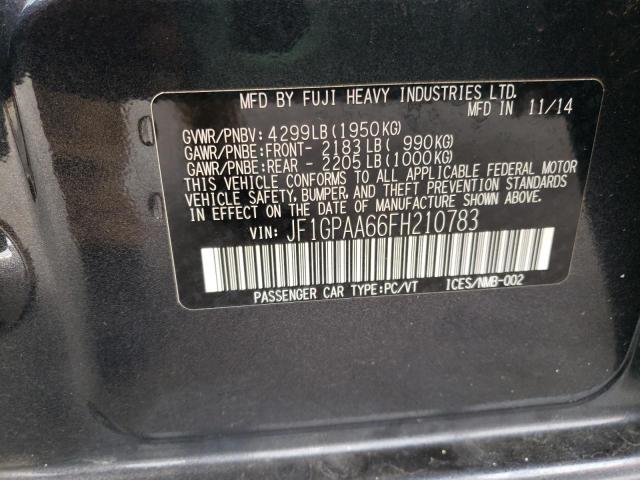 MFD BY FUJI HEAVY INDUSTRIES LTD.
MFD IN 11/14
GVWR/PNBV: 4299LB(1950KG)
GAWR/PNBE:FRONT- 2183LB( 990KG)
GAWR/PNBE:REAR - 2205LB(1000KG)
THIS VEHICLE CONFORMS TO ALL APPLICABLE FEDERAL MOTOR
VEHICLE SAFETY, BUMPER, AND THEFT PREVENTION STANDARDS
IN EFFECT ON THE DATE OF MANUFACTURE SHOWN ABOVE.
VIN: JF1GPAA66FH210783
PASSENGER CAR TYPE:PC/VT ICES/NMB-002